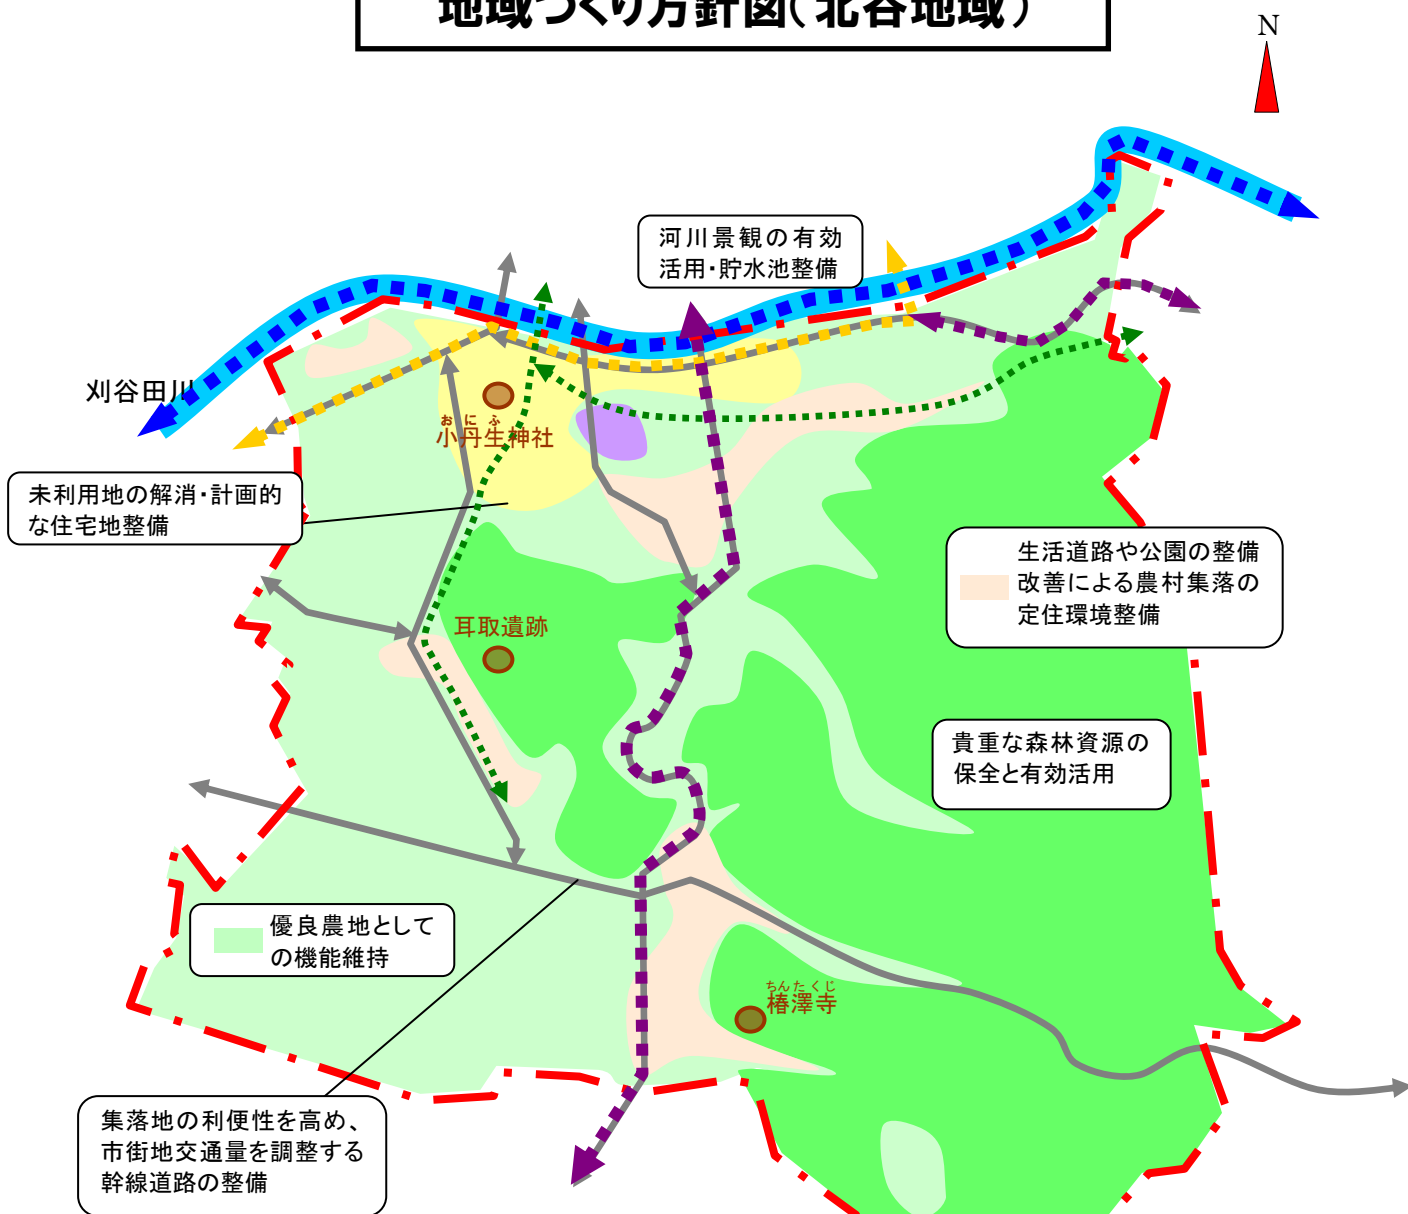 地域づくり方針図（北谷地域）
N
河川景観の有効
活用・貯水池整備
刈谷田川
おにふ
小丹生神社
未利用地の解消・計画的
な住宅地整備
生活道路や公園の整備
改善による農村集落の
定住環境整備
耳取遺跡
貴重な森林資源の
保全と有効活用
優良農地として
の機能維持
ちんたくじ
椿澤寺
集落地の利便性を高め、
市街地交通量を調整する
幹線道路の整備